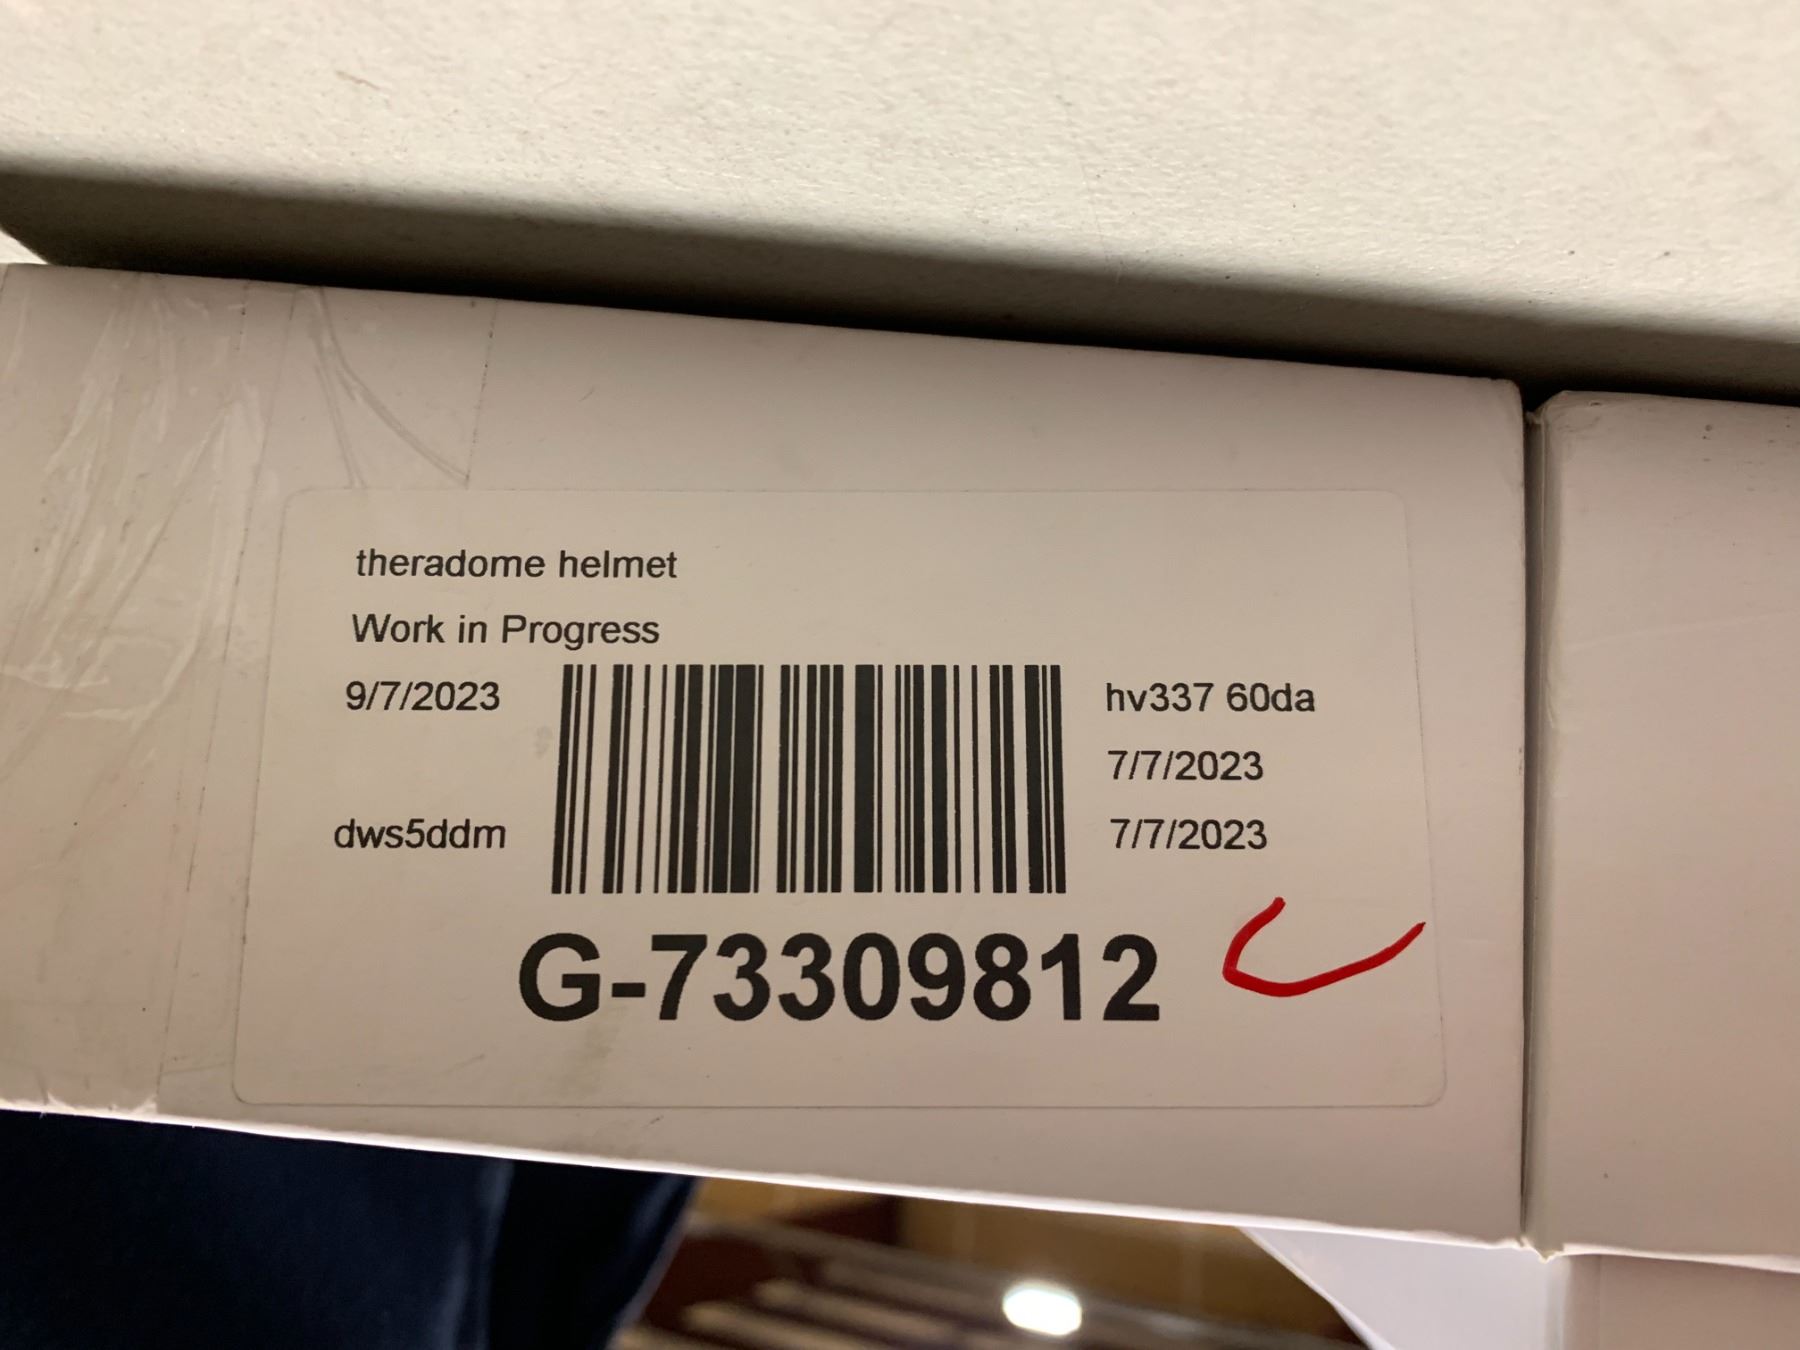 theradome helmet
Work in Progress
9/7/2023
hv337 60da
7/7/2023
dws5ddm
7/7/2023
G-73309812